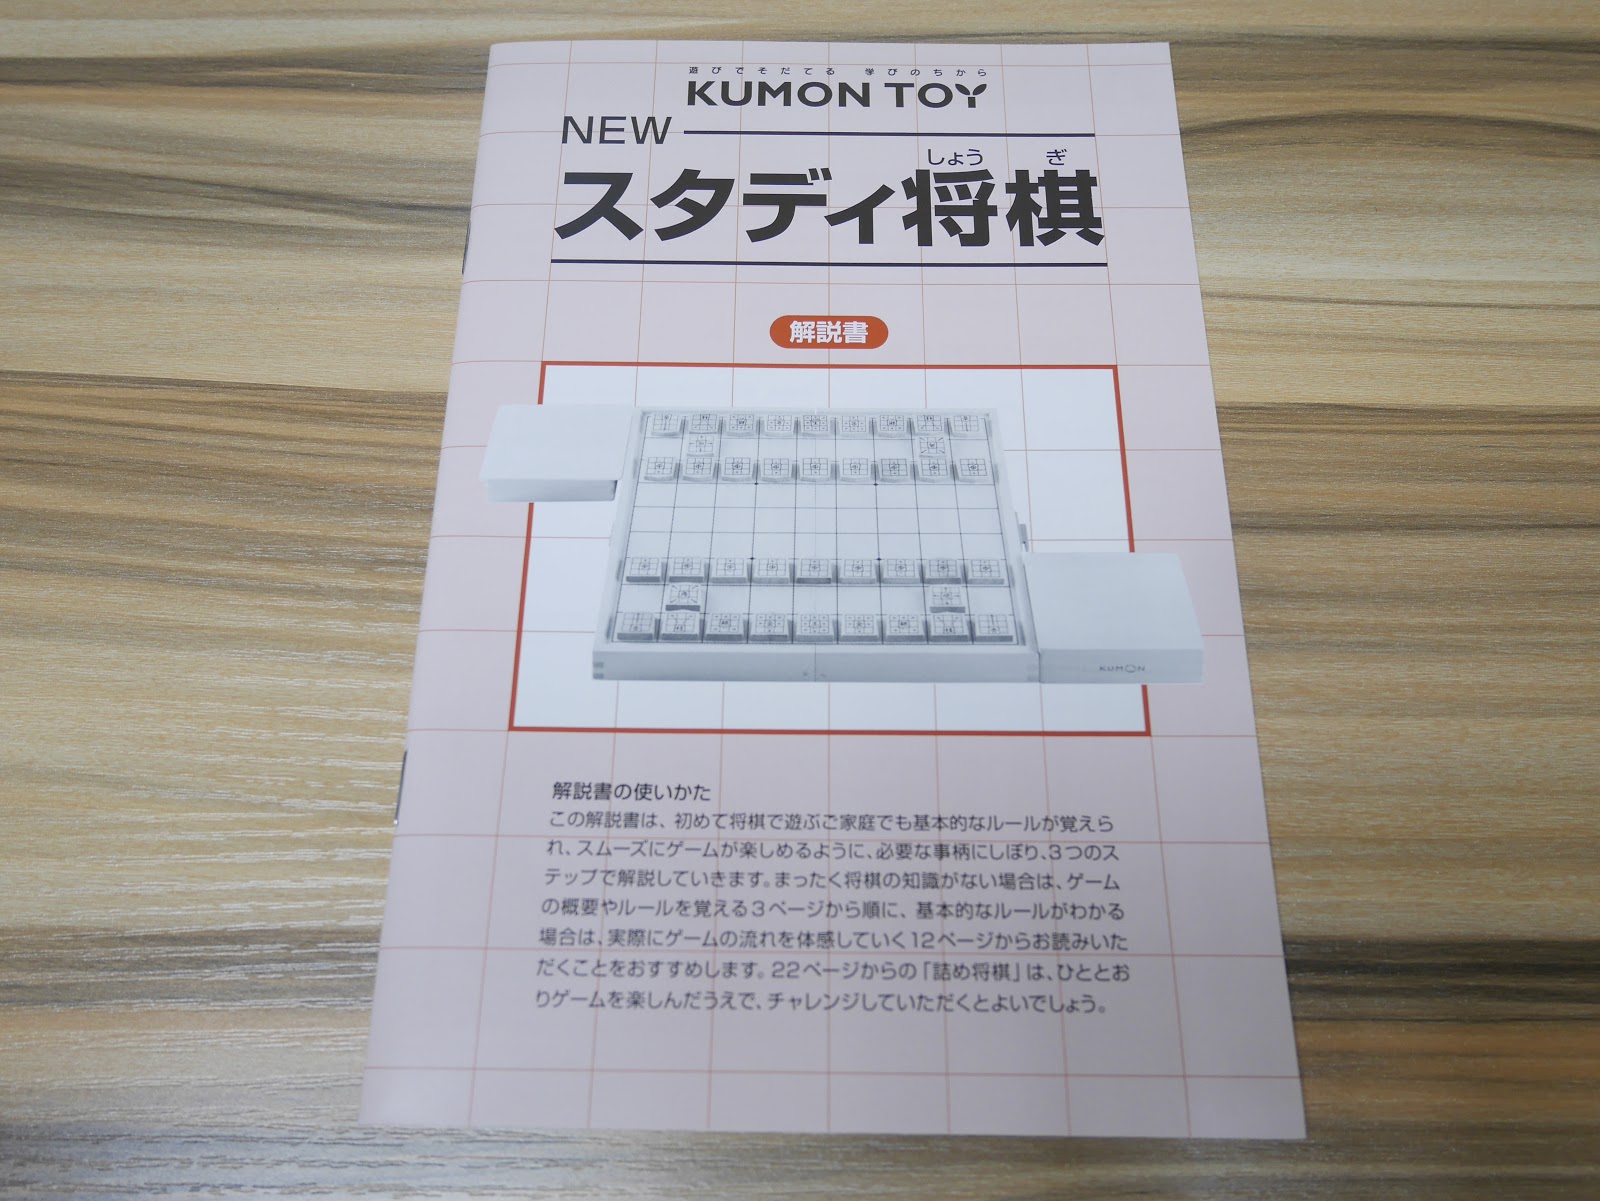 遊びでそだてる 学びのちから
KUMON TOY
NEW
しょう ぎ
スタディ将棋
解説書
KUMON
解説書の使いかた
この解説書は、初めて将棋で遊ぶご家庭でも基本的なルールが覚えら
れ、スムーズにゲームが楽しめるように、必要な事柄にしぼり、3つのス
テップで解説していきます。まったく将棋の知識がない場合は、ゲーム
の概要やルールを覚える3ページから順に、基本的なルールがわかる
場合は、実際にゲームの流れを体感していく12ページからお読みいた
だくことをおすすめします。22ページからの「詰め将棋」は、ひととお
りゲームを楽しんだうえで、チャレンジしていただくとよいでしょう。